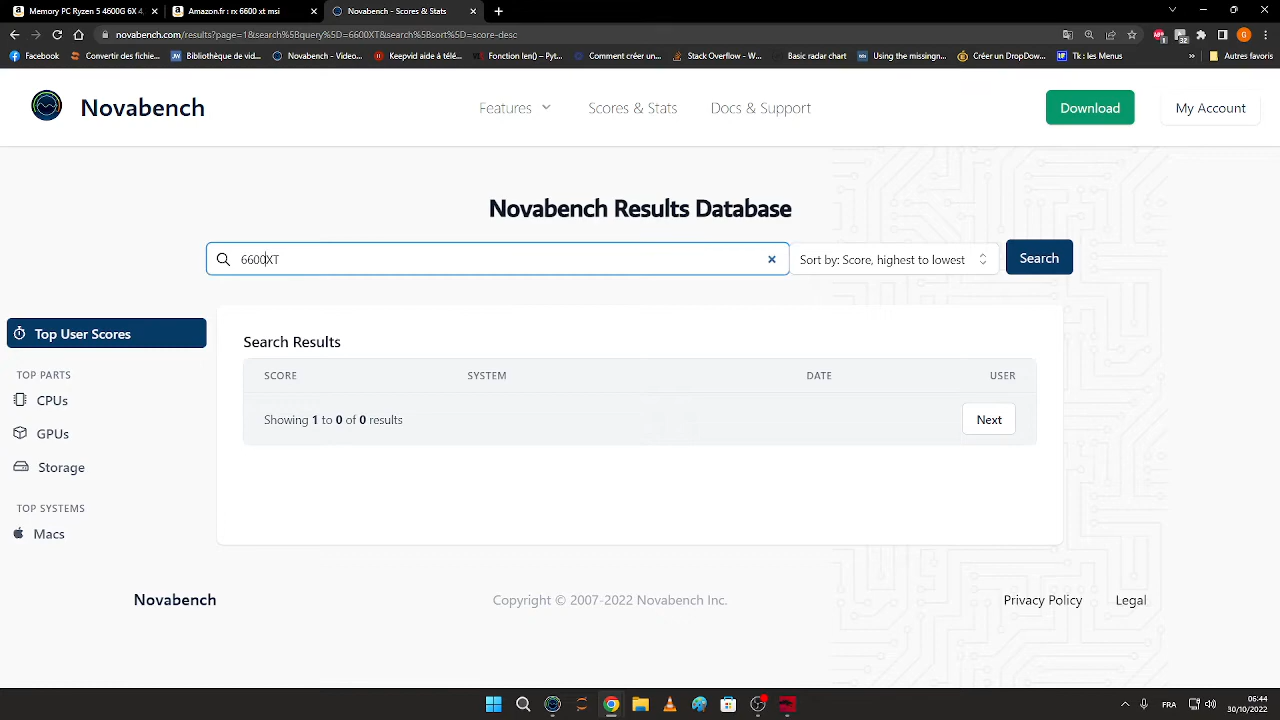 Memory PC Ryzen 5 4600G 6X 4.
Amazon.fr : rx 6600 xt msi
Novabench - Scores & Stats
novabench.com/results?page=1&search%5Bquery%5D=6600XT&search%5Bsort%5D=score-desc
Facebook
Convertir des fichie...
Bibliothèque de vidé...
Novabench - Video...
Keepvid aide à télé...
Fonction len() – Pyt...
Comment créer un...
Stack Overflow - W...
Basic radar chart
Using the missingn...
Créer un DropDow...
Tk : les Menus
»
Autres favoris
Novabench
Features
Scores & Stats
Docs & Support
Download
My Account
Novabench Results Database
6600XT
Sort by: Score, highest to lowest
Search
Top User Scores
TOP PARTS
CPUs
GPUs
Storage
TOP SYSTEMS
Macs
Search Results
SCORE SYSTEM DATE USER
Showing 1 to 0 of 0 results
Next
Novabench
Copyright © 2007-2022 Novabench Inc.
Privacy Policy
Legal
FRA
06:44
30/10/2022